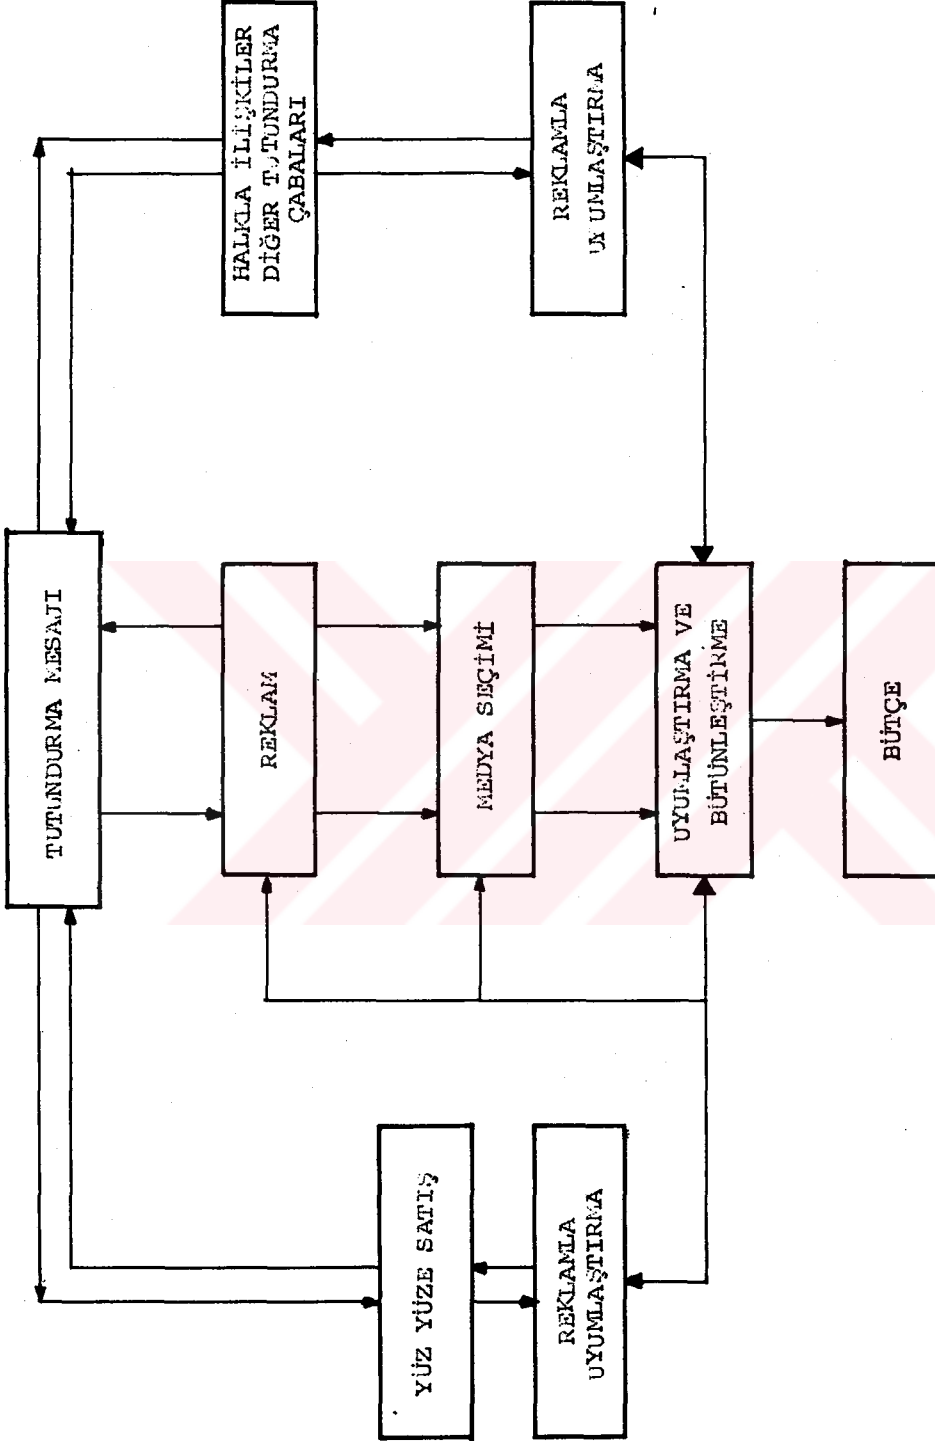 TUTUNDURMA MESAJI
YÜZ YÜZE SATIŞ
REKLAMLA
UYUMLAŞTIRMA
REKLAM
MEDYA SEÇİMİ
UYUMLAŞTIRMA VE
BÜTÜNLEŞTİRME
BÜTÇE
HALKLA İLİŞKİLER
DİĞER TUTUNDURMA
ÇABALARI
REKLAMLA
UYUMLAŞTIRMA